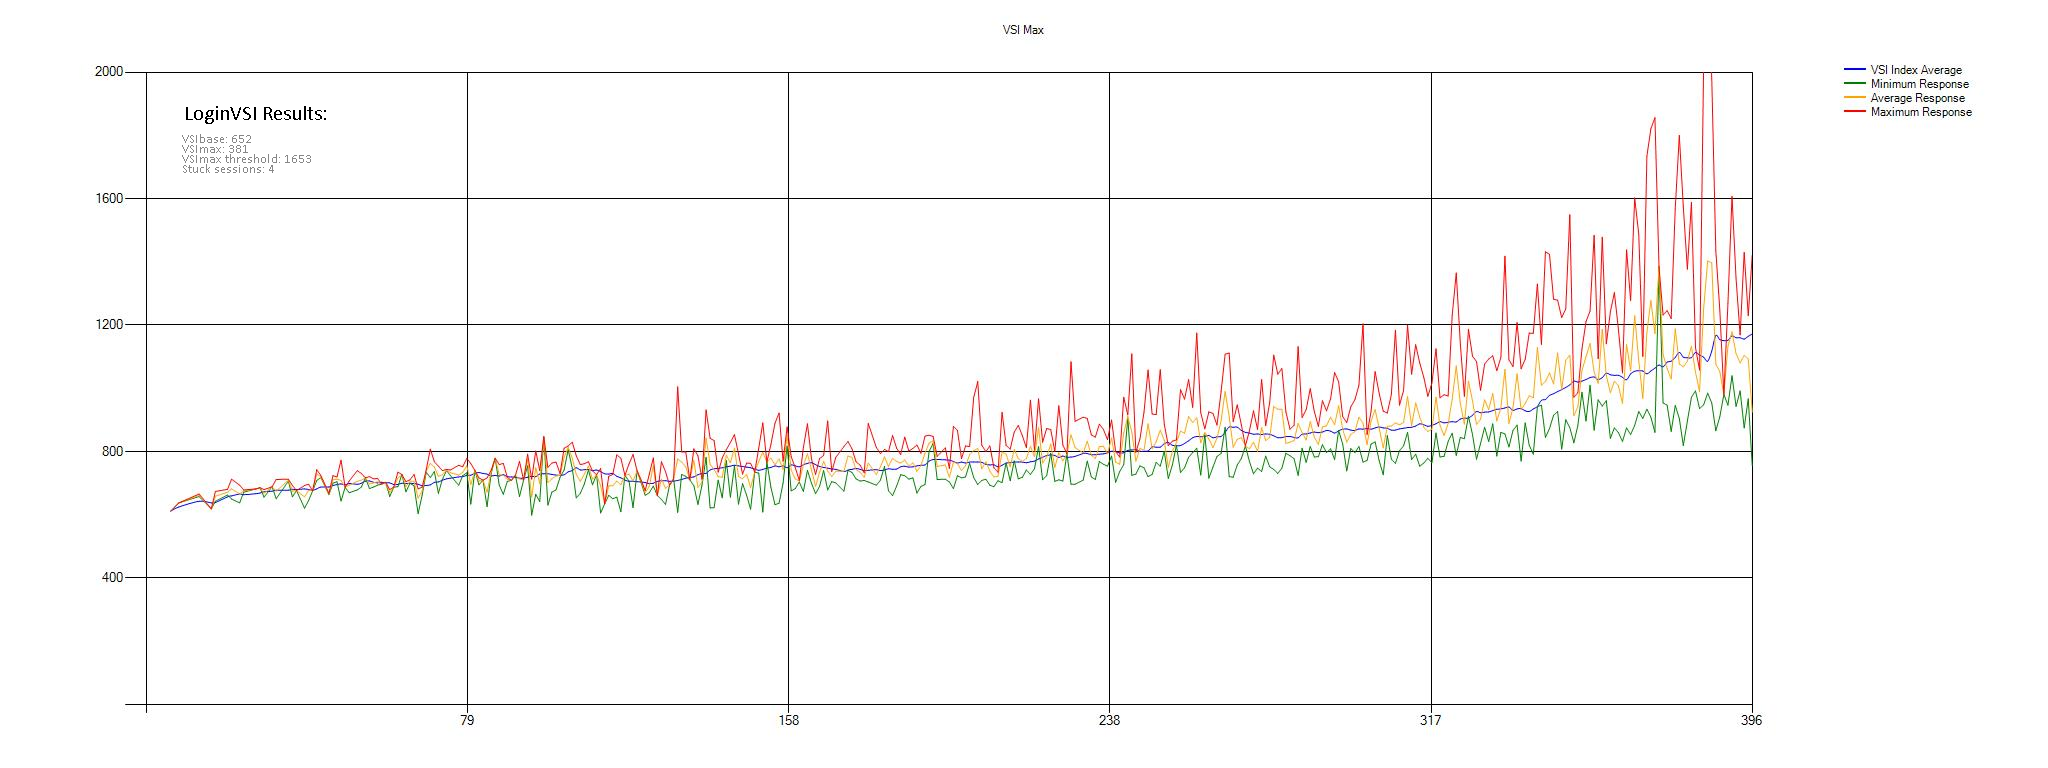 VSI Max
2000
1600
1200
800
400
79
158
238
317
396
LoginVSI Results:
VSIbase: 652
VSImax: 381
VSImax threshold: 1653
Stuck sessions: 4
VSI Index Average
Minimum Response
Average Response
Maximum Response